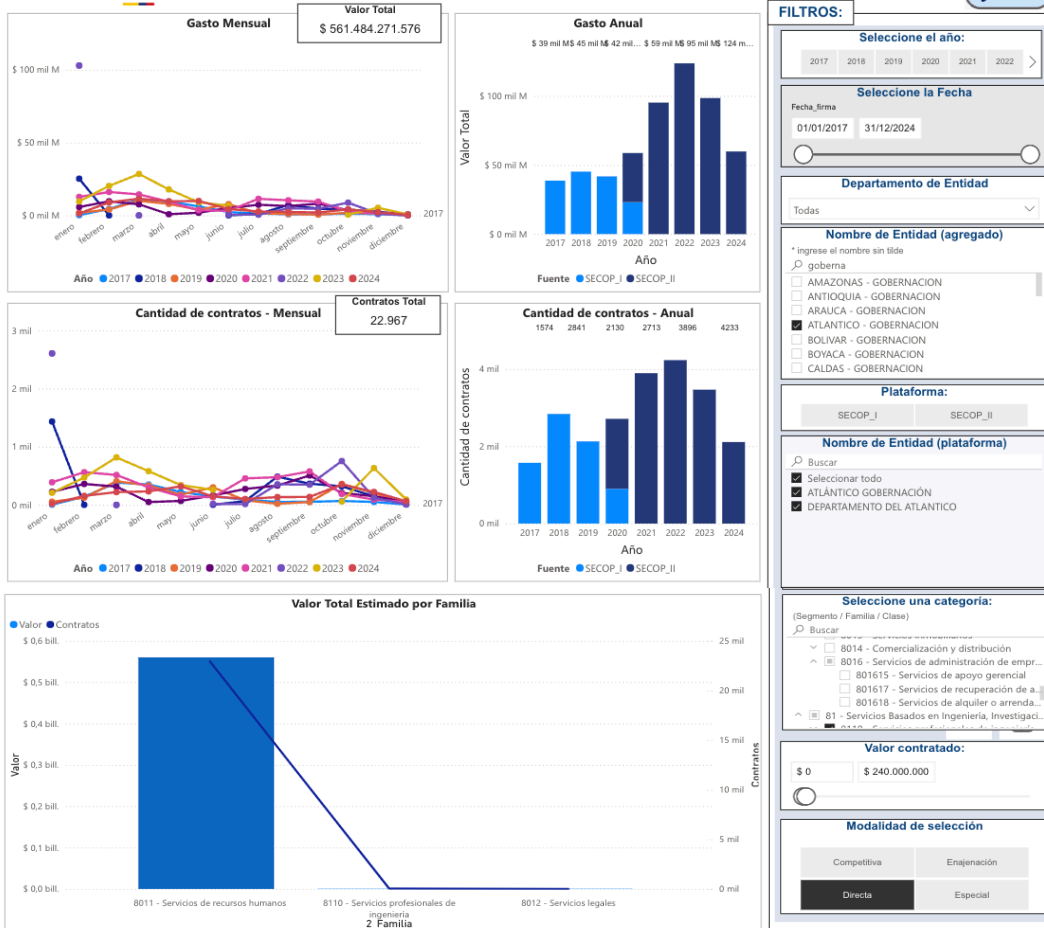 Gasto Mensual
Valor Total
$ 561.484.271.576
$ 100 mil M
$ 50 mil M
$ 0 mil M
2017
enero
febrero
marzo
abril
mayo
junio
julio
agosto
septiembre
octubre
noviembre
diciembre
Año 2017 2018 2019 2020 2021 2022 2023 2024
Gasto Anual
$ 39 mil M $ 45 mil M $ 42 mil... $ 59 mil M $ 95 mil M $ 124 m...
Valor Total
$ 100 mil M
$ 50 mil M
$ 0 mil M
2017 2018 2019 2020 2021 2022 2023 2024
Año
Fuente SECOP_I SECOP_II
Cantidad de contratos - Mensual
Contratos Total
22.967
3 mil
2 mil
1 mil
0 mil
2017
enero
febrero
marzo
abril
mayo
junio
julio
agosto
septiembre
octubre
noviembre
diciembre
Año 2017 2018 2019 2020 2021 2022 2023 2024
Cantidad de contratos - Anual
1574 2841 2130 2713 3896 4233
Cantidad de contratos
4 mil
2 mil
0 mil
2017 2018 2019 2020 2021 2022 2023 2024
Año
Fuente SECOP_I SECOP_II
Valor Total Estimado por Familia
Valor Contratos
$ 0,6 bill.
$ 0,5 bill.
$ 0,4 bill.
$ 0,3 bill.
$ 0,2 bill.
$ 0,1 bill.
$ 0,0 bill.
Valor
25 mil
20 mil
15 mil
10 mil
5 mil
0 mil
Contratos
8011 - Servicios de recursos humanos
8110 - Servicios profesionales de
ingeniería
8012 - Servicios legales
2_Familia
FILTROS:
Seleccione el año:
2017 2018 2019 2020 2021 2022
Seleccione la Fecha
Fecha_firma
01/01/2017 31/12/2024
Departamento de Entidad
Todas
Nombre de Entidad (agregado)
* ingrese el nombre sin tilde
goberna
AMAZONAS - GOBERNACION
ANTIOQUIA - GOBERNACION
ARAUCA - GOBERNACION
ATLANTICO - GOBERNACION
BOLIVAR - GOBERNACION
BOYACA - GOBERNACION
CALDAS - GOBERNACION
Plataforma:
SECOP_I SECOP_II
Nombre de Entidad (plataforma)
Buscar
Seleccionar todo
ATLÁNTICO GOBERNACIÓN
DEPARTAMENTO DEL ATLANTICO
Seleccione una categoría:
(Segmento / Familia / Clase)
Buscar
8014 - Comercialización y distribución
8016 - Servicios de administración de empr...
801615 - Servicios de apoyo gerencial
801617 - Servicios de recuperación de a...
801618 - Servicios de alquiler o arrenda...
81 - Servicios Basados en Ingeniería, Investigaci...
Valor contratado:
$ 0 $ 240.000.000
Modalidad de selección
Competitiva Enajenación
Directa Especial